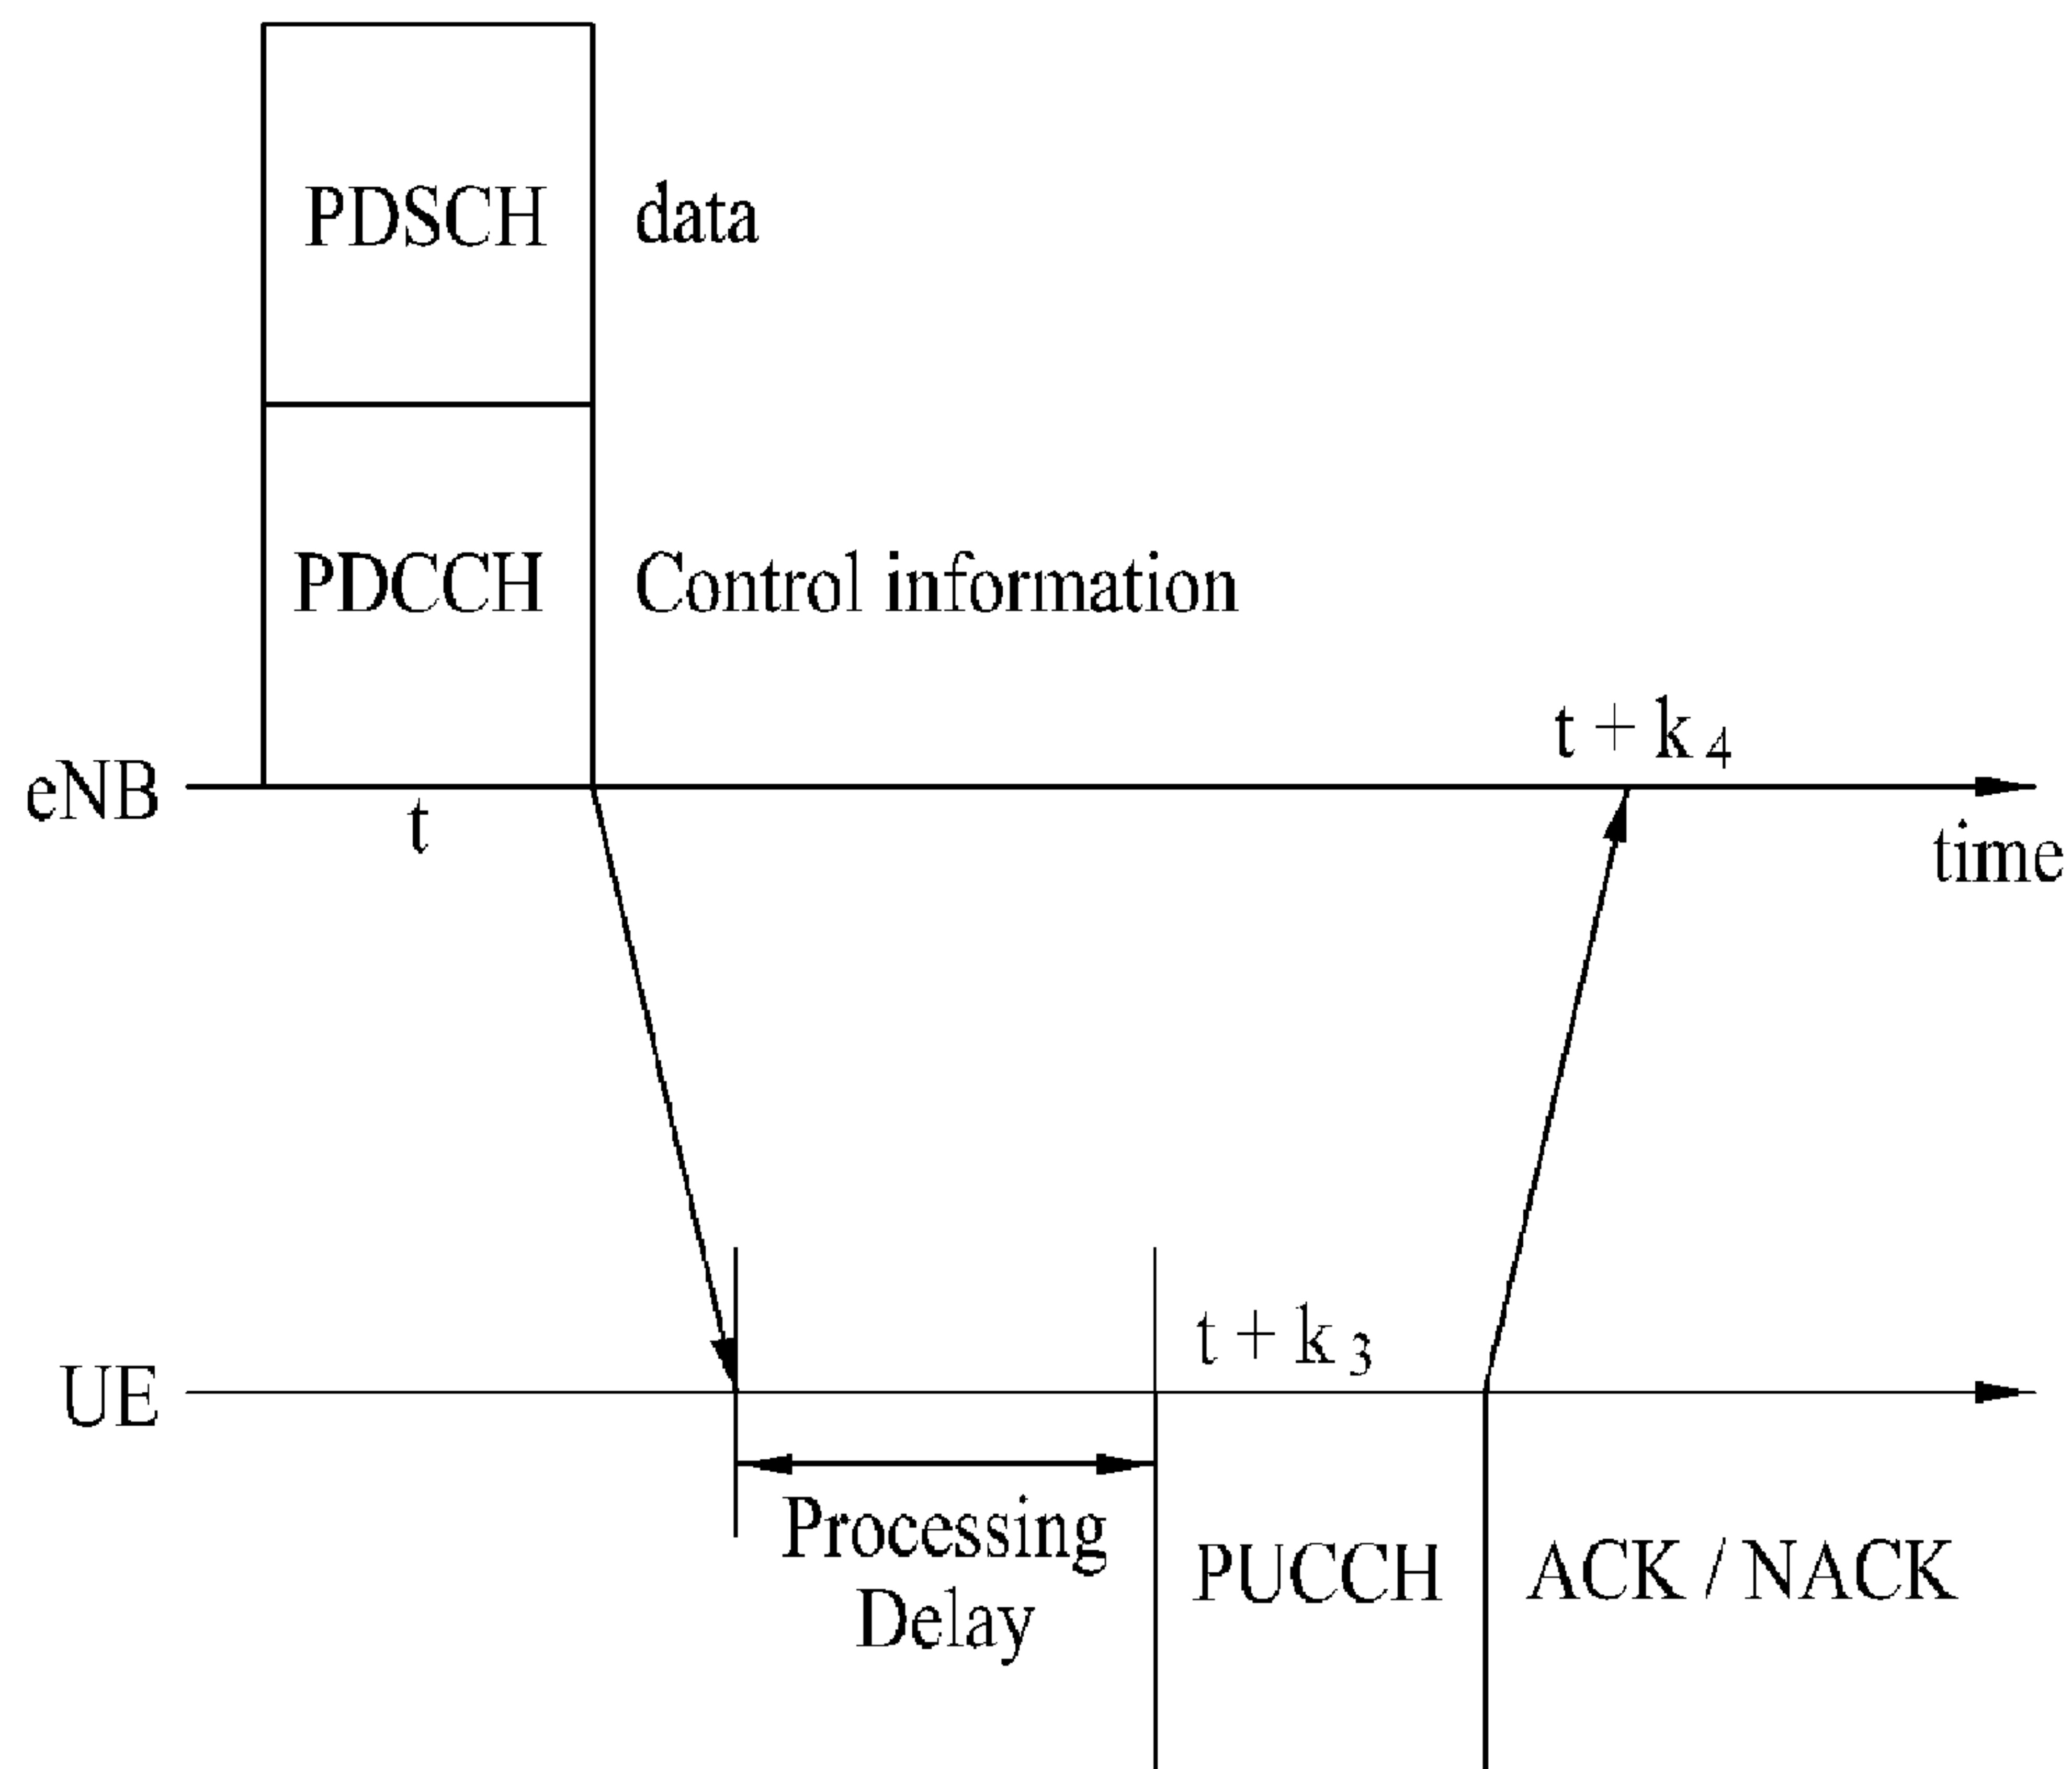 PDSCH data
PDCCH Control information
t + k4
eNB
t
time
t + k3
UE
Processing
Delay
PUCCH ACK / NACK